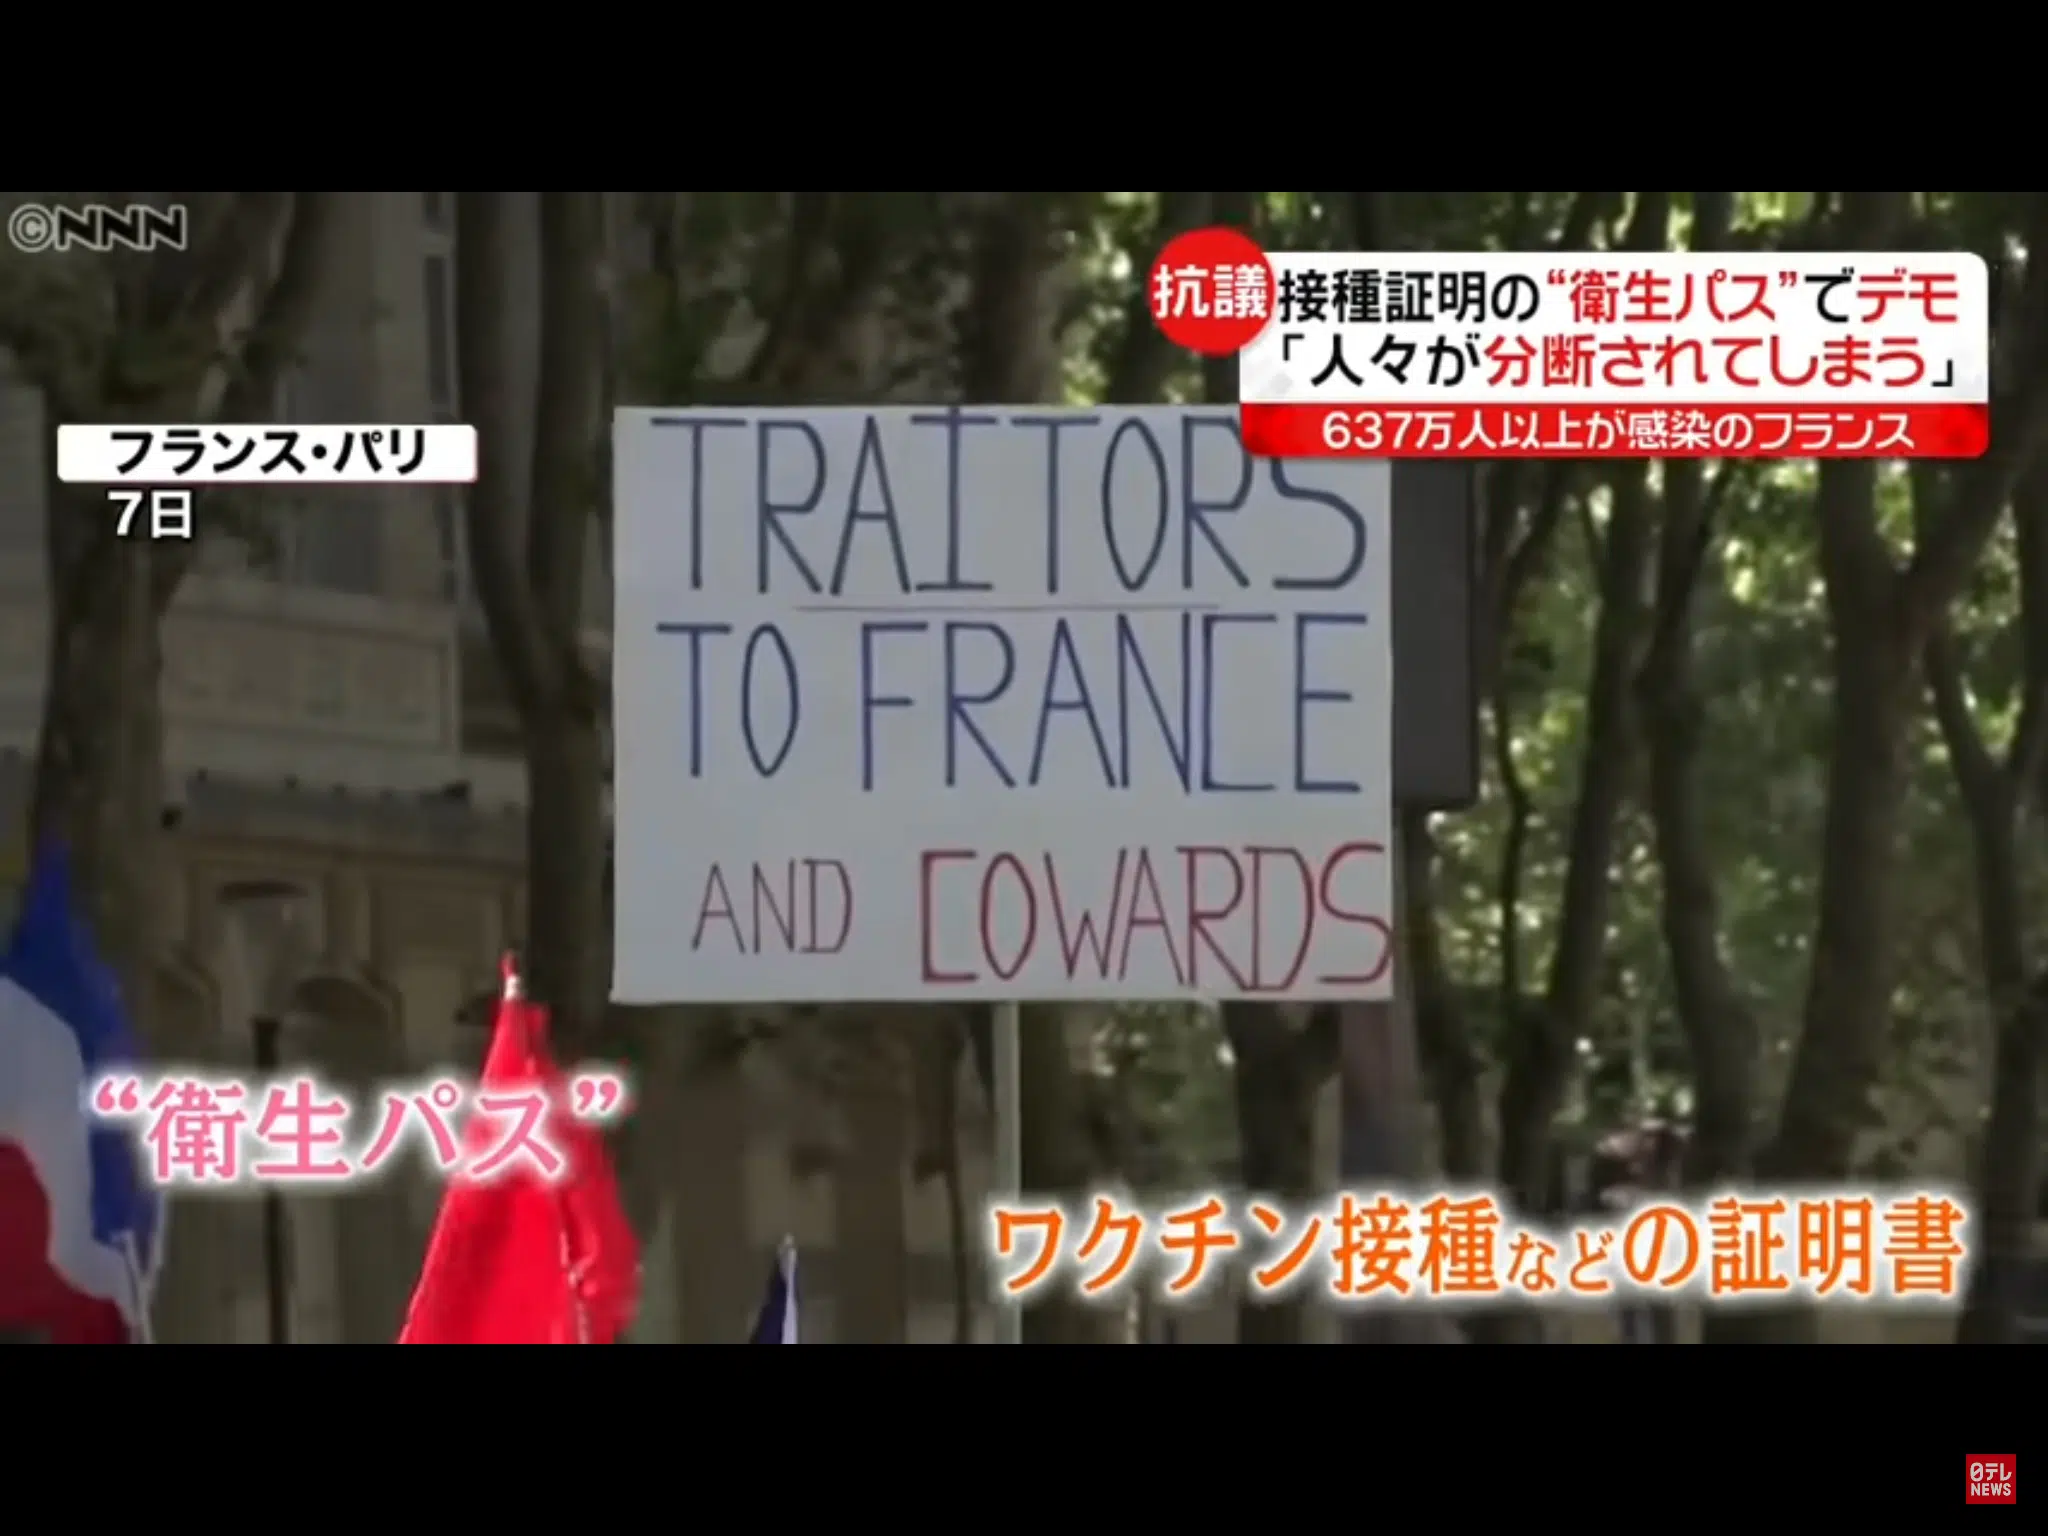 ©NNN
抗議
接種証明の“衛生パス”でデモ
「人々が分断されてしまう」
637万人以上が感染のフランス
フランス・パリ
7日
TRAITORS
TO FRANCE
AND COWARDS
“衛生パス”
ワクチン接種などの証明書
日テレ
NEWS